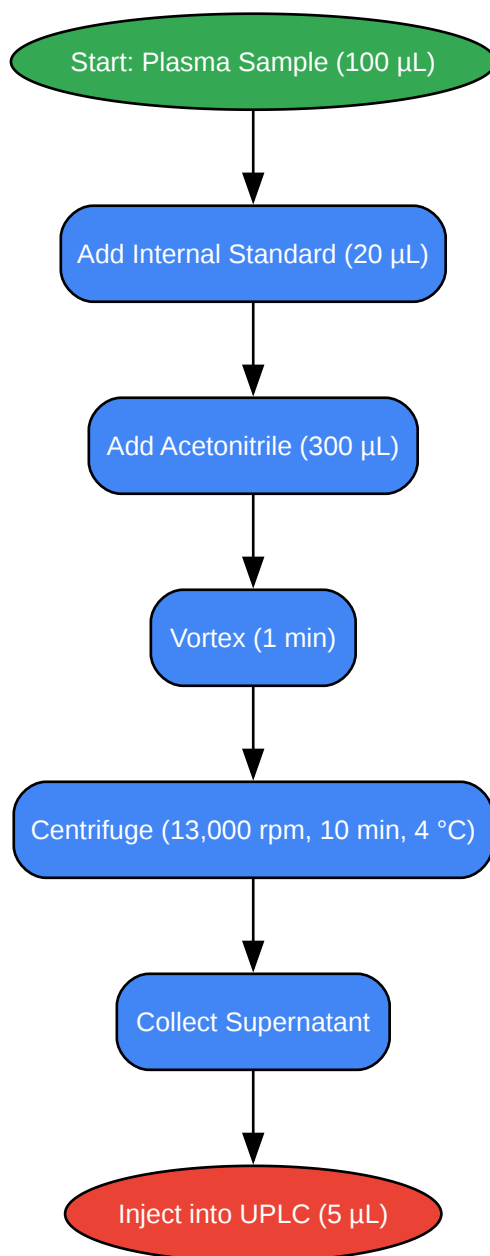 Start: Plasma Sample (100 µL)
Add Internal Standard (20 µL)
Add Acetonitrile (300 µL)
Vortex (1 min)
Centrifuge (13,000 rpm, 10 min, 4 °C)
Collect Supernatant
Inject into UPLC (5 µL)